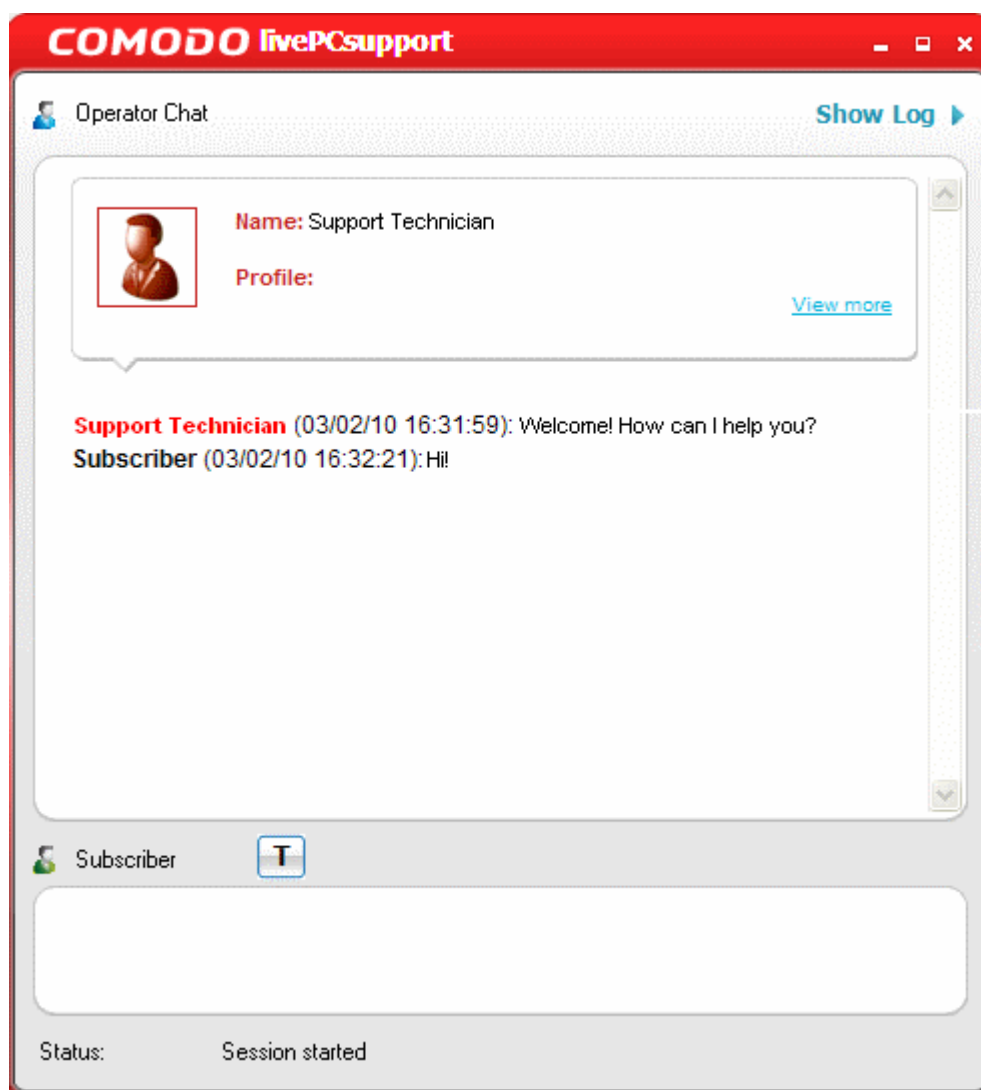 COMODO livePCsupport
Operator Chat
Show Log
Name: Support Technician
Profile:
View more
Support Technician (03/02/10 16:31:59): Welcome! How can I help you?
Subscriber (03/02/10 16:32:21): Hi!
Subscriber
T
Status: Session started